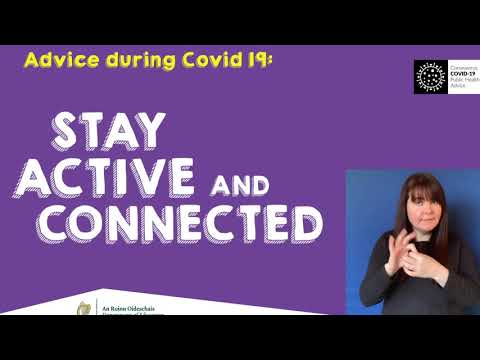 Advice during Covid 19:
Coronavirus
COVID-19
Public Health
Advice
STAY
ACTIVE AND
CONNECTED
An Roinn Oideachais